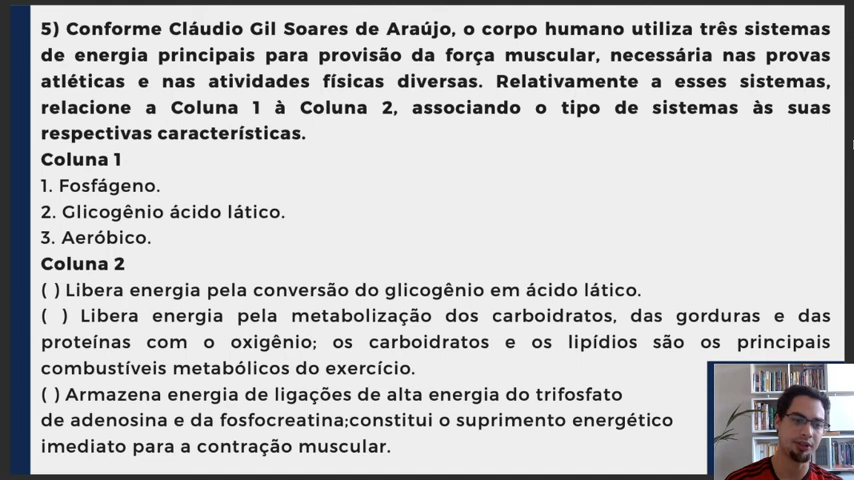 5) Conforme Cláudio Gil Soares de Araújo, o corpo humano utiliza três sistemas
de energia principais para provisão da força muscular, necessária nas provas
atléticas e nas atividades físicas diversas. Relativamente a esses sistemas,
relacione a Coluna 1 à Coluna 2, associando o tipo de sistemas às suas
respectivas características.
Coluna 1
1. Fosfágeno.
2. Glicogênio ácido lático.
3. Aeróbico.
Coluna 2
( ) Libera energia pela conversão do glicogênio em ácido lático.
( ) Libera energia pela metabolização dos carboidratos, das gorduras e das
proteínas com o oxigênio; os carboidratos e os lipídios são os principais
combustíveis metabólicos do exercício.
( ) Armazena energia de ligações de alta energia do trifosfato
de adenosina e da fosfocreatina;constitui o suprimento energético
imediato para a contração muscular.